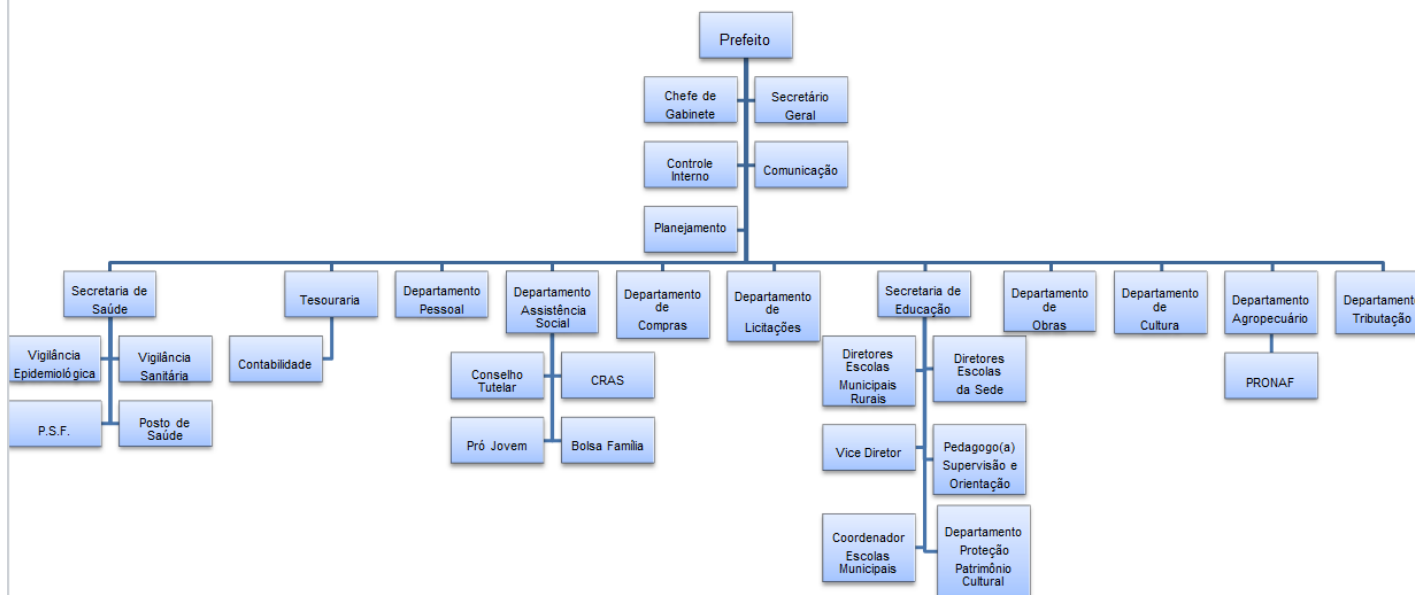 Prefeito
Chefe de
Gabinete
Secretário
Geral
Controle
Interno
Comunicação
Planejamento
Secretaria de
Saúde
Tesouraria
Departamento
Pessoal
Departamento
Assistência
Social
Departamento
de
Compras
Departamento
de
Licitações
Secretaria de
Educação
Departamento
de
Obras
Departamento
de
Cultura
Departamento
Agropecuário
Departamento
Tributação
Vigilância
Epidemiológica
Vigilância
Sanitária
Contabilidade
Conselho
Tutelar
CRAS
Diretores
Escolas
Municipais
Rurais
Diretores
Escolas
da Sede
PRONAF
P.S.F.
Posto de
Saúde
Pró Jovem
Bolsa Família
Vice Diretor
Pedagogo(a)
Supervisão e
Orientação
Coordenador
Escolas
Municipais
Departamento
Proteção
Patrimônio
Cultural